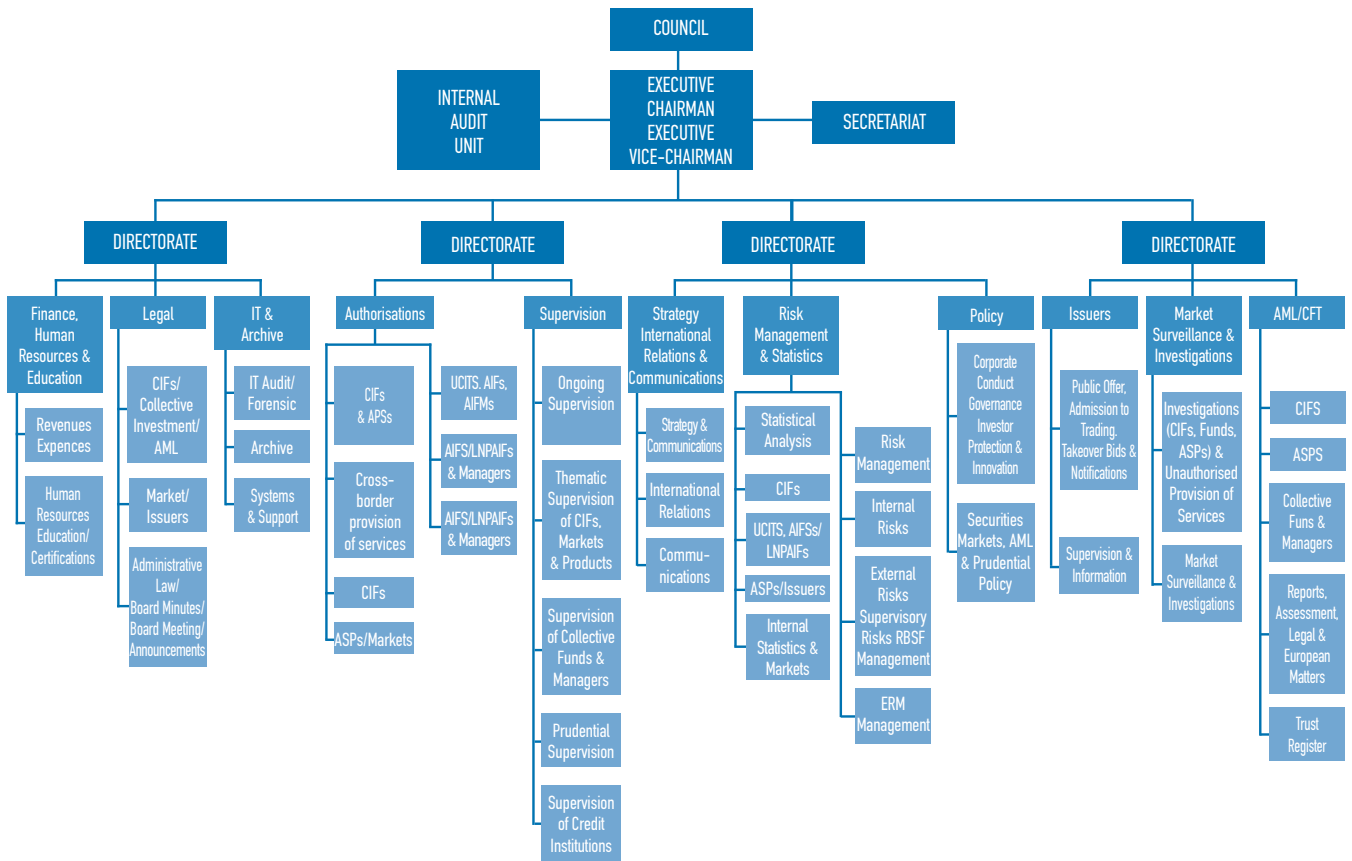 COUNCIL
EXECUTIVE
CHAIRMAN
EXECUTIVE
VICE-CHAIRMAN
INTERNAL
AUDIT
UNIT
SECRETARIAT
DIRECTORATE
DIRECTORATE
DIRECTORATE
DIRECTORATE
Finance,
Human
Resources &
Education
Revenues
Expences
Human
Resources
Education/
Certifications
Legal
CIFs/
Collective
Investment/
AML
Market/
Issuers
Administrative
Law/
Board Minutes/
Board Meeting/
Announcements
IT &
Archive
IT Audit/
Forensic
Archive
Systems
& Support
Authorisations
CIFs
& APSs
Cross-
border
provision
of services
CIFs
ASPs/Markets
UCITS. AIFs,
AIFMs
AIFS/LNPAIFs
& Managers
AIFS/LNPAIFs
& Managers
Supervision
Ongoing
Supervision
Thematic
Supervision
of CIFs,
Markets
& Products
Supervision
of Collective
Funds &
Managers
Prudential
Supervision
Supervision
of Credit
Institutions
Strategy
International
Relations &
Communications
Strategy &
Communications
International
Relations
Commu-
nications
Risk
Management
& Statistics
Statistical
Analysis
CIFs
UCITS, AIFSs/
LNPAIFs
ASPs/Issuers
Internal
Statistics &
Markets
Risk
Management
Internal
Risks
External
Risks
Supervisory
Risks RBSF
Management
ERM
Management
Policy
Corporate
Conduct
Governance
Investor
Protection &
Innovation
Securities
Markets, AML
& Prudential
Policy
Issuers
Public Offer,
Admission to
Trading.
Takeover Bids &
Notifications
Supervision &
Information
Market
Surveillance &
Investigations
Investigations
(CIFs, Funds,
ASPs) &
Unauthorised
Provision of
Services
Market
Surveillance &
Investigations
AML/CFT
CIFS
ASPS
Collective
Funs &
Managers
Reports,
Assessment,
Legal &
European
Matters
Trust
Register